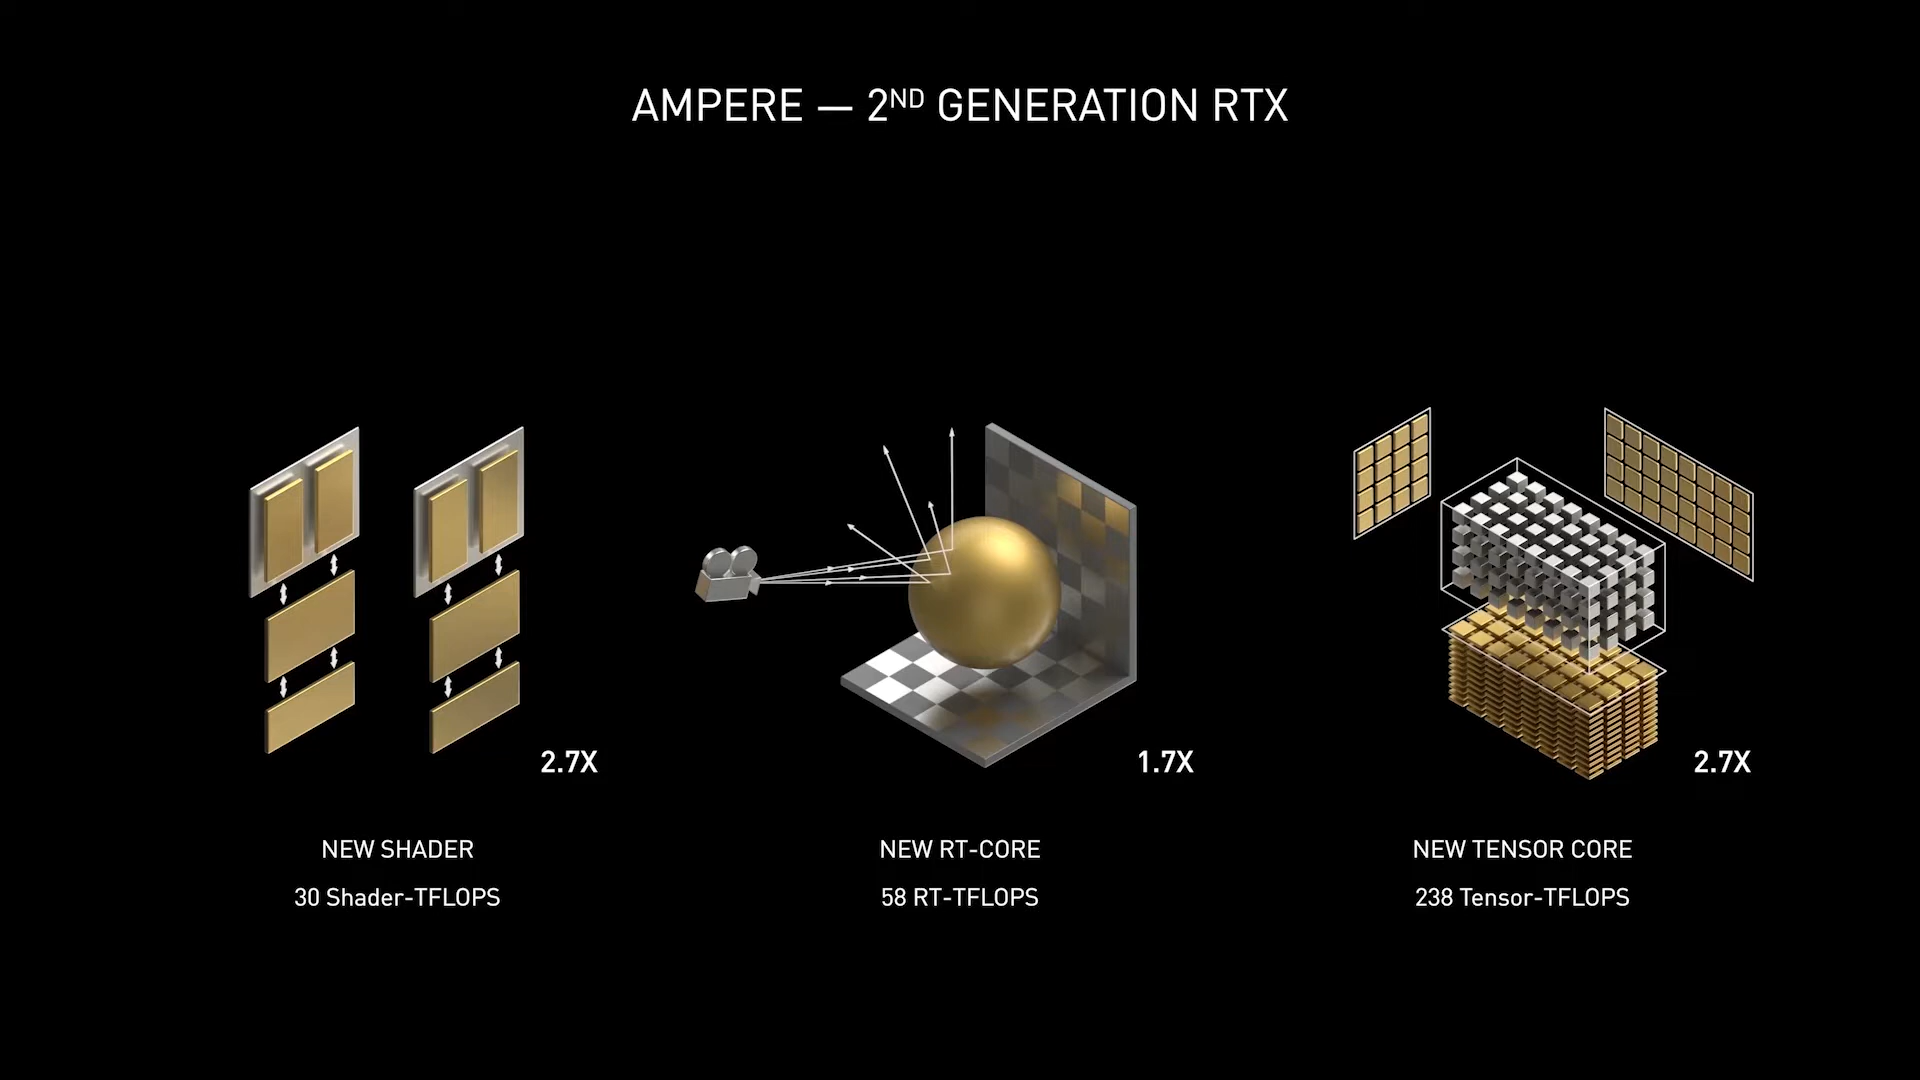 AMPERE — 2ND GENERATION RTX
2.7X
1.7X
2.7X
NEW SHADER
NEW RT-CORE
NEW TENSOR CORE
30 Shader-TFLOPS
58 RT-TFLOPS
238 Tensor-TFLOPS